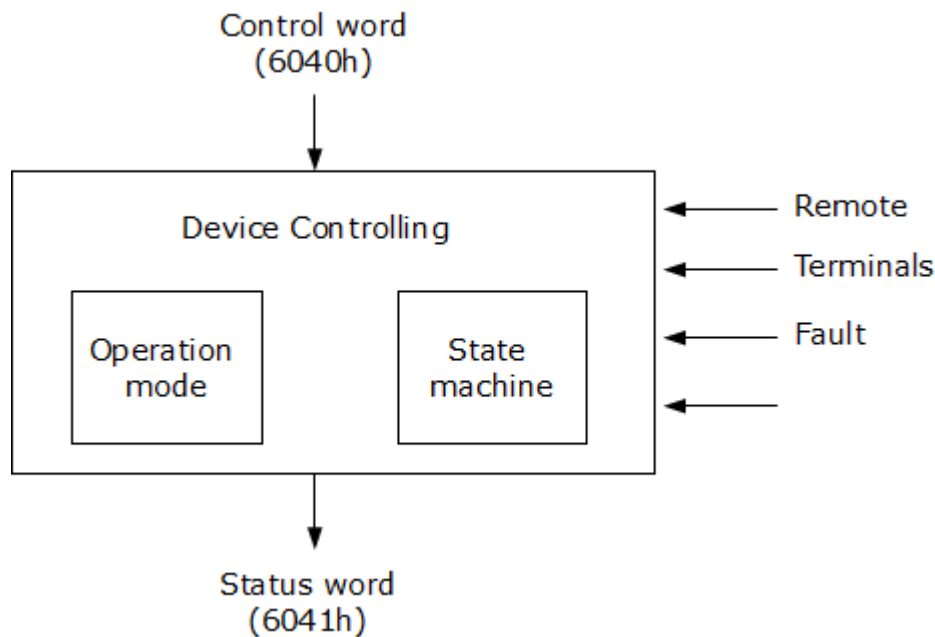 Control word
(6040h)
Device Controlling
Remote
Terminals
Operation
mode
State
machine
Fault
Status word
(6041h)